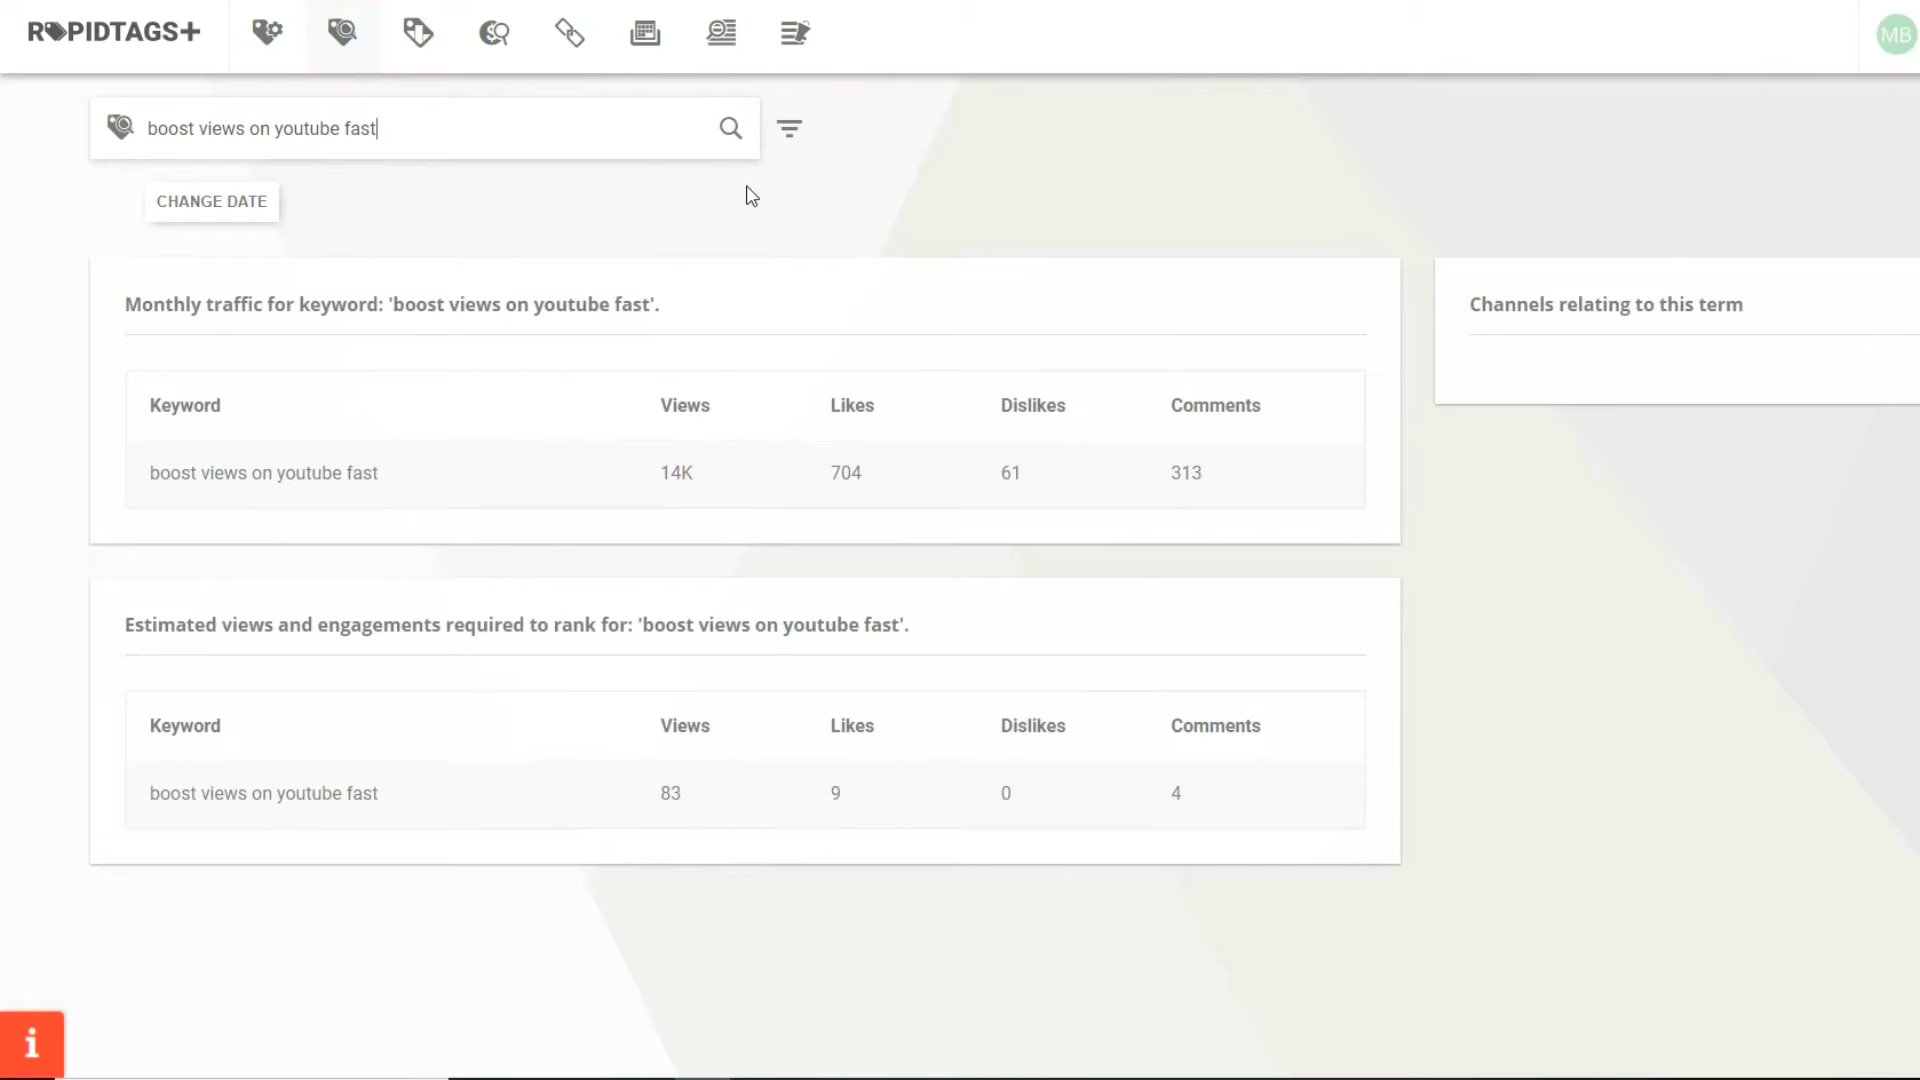 RAPIDTAGS+
MB
boost views on youtube fast
CHANGE DATE
Monthly traffic for keyword: 'boost views on youtube fast'.
Keyword Views Likes Dislikes Comments
boost views on youtube fast 14K 704 61 313
Channels relating to this term
Estimated views and engagements required to rank for: 'boost views on youtube fast'.
Keyword Views Likes Dislikes Comments
boost views on youtube fast 83 9 0 4
i